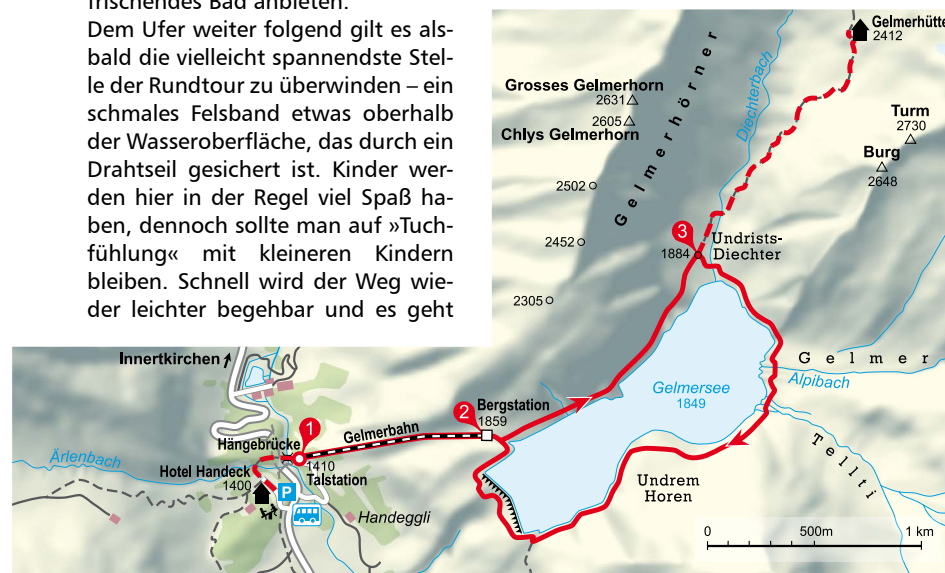 frischendes Bad anbieten.
Dem Ufer weiter folgend gilt es als-
bald die vielleicht spannendste Stel-
le der Rundtour zu überwinden – ein
schmales Felsband etwas oberhalb
der Wasseroberfläche, das durch ein
Drahtseil gesichert ist. Kinder wer-
den hier in der Regel viel Spaß ha-
ben, dennoch sollte man auf »Tuch-
fühlung« mit kleineren Kindern
bleiben. Schnell wird der Weg wie-
der leichter begehbar und es geht
Gelmerhütte
2412
Grosses Gelmerhorn
2631
2605
Chlys Gelmerhorn
Gelmerhörner
Diechterbach
Turm
2730
Burg
2648
2502
2452
2305
3
1884
Undrists-
Diechter
Innertkirchen
Gelmersee
1849
Gelmer
Alpibach
Telltti
2
Bergstation
1859
1
Gelmerbahn
Hängebrücke
1410
Talstation
Ärlenbach
Hotel Handeck
1400
P
Handeggli
Undrem
Horen
0 500m 1 km